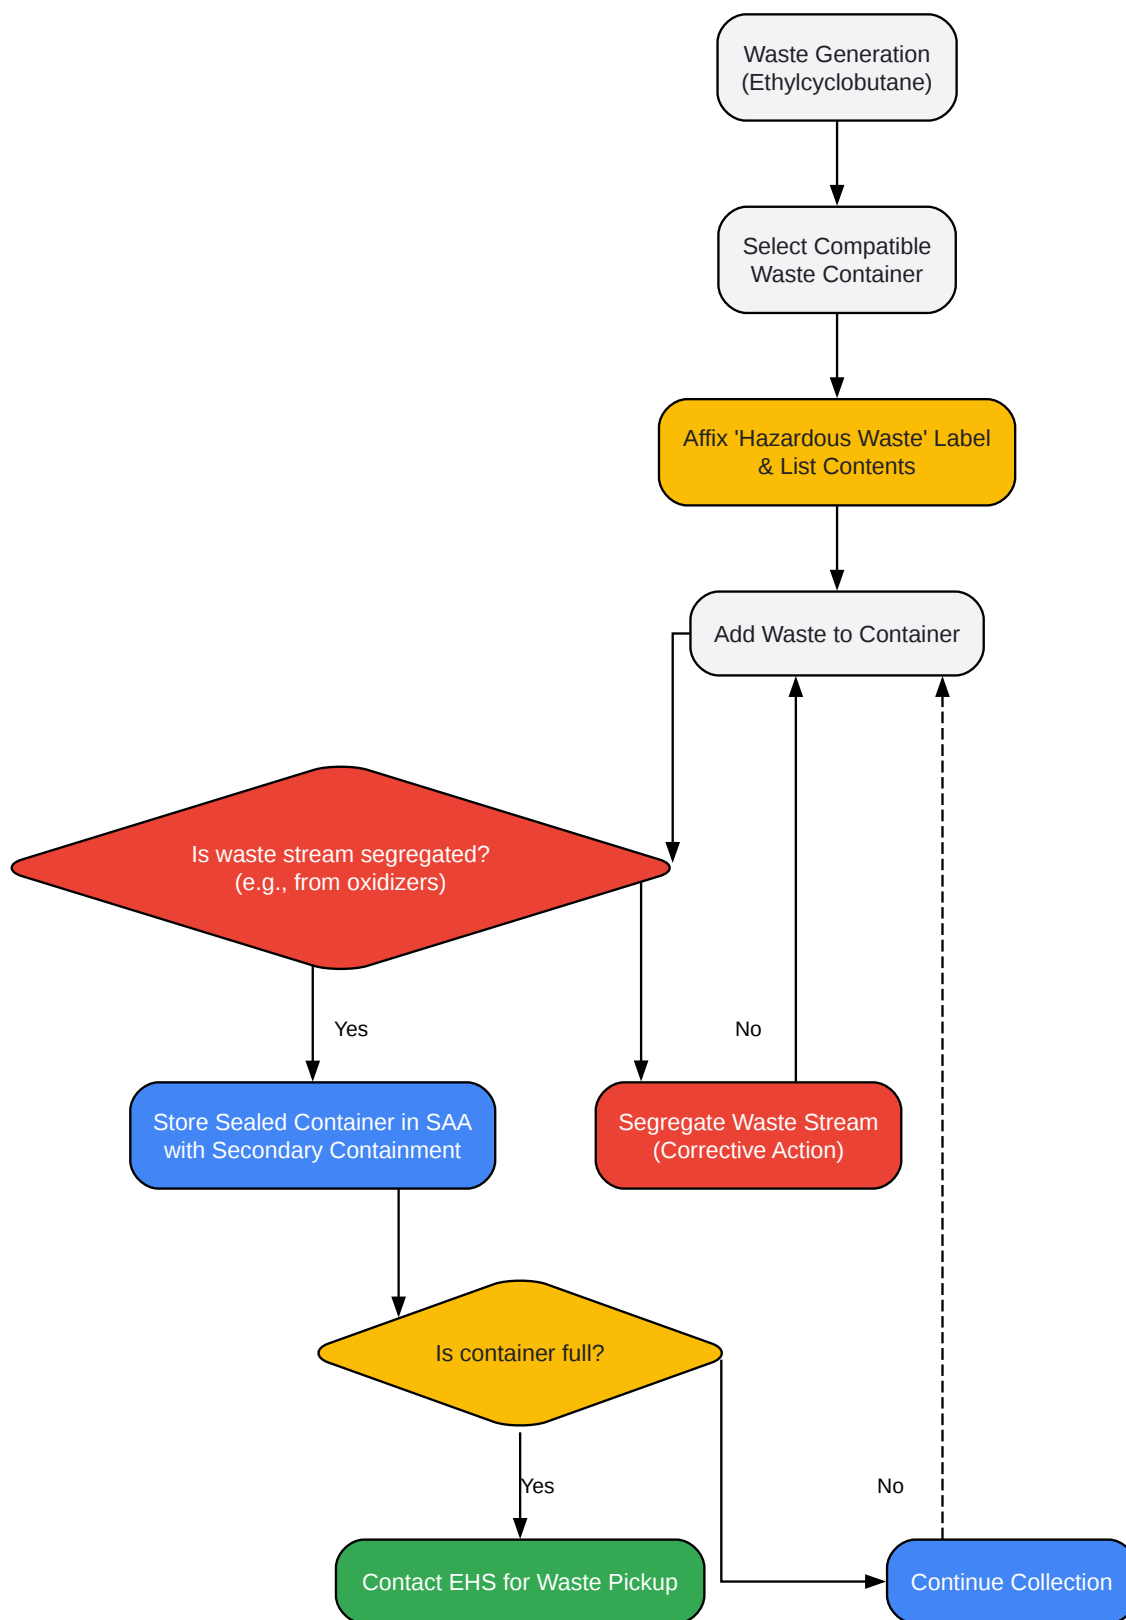 Waste Generation
(Ethylcyclobutane)
Select Compatible
Waste Container
Affix 'Hazardous Waste' Label
& List Contents
Add Waste to Container
Is waste stream segregated?
(e.g., from oxidizers)
Yes
No
Store Sealed Container in SAA
with Secondary Containment
Segregate Waste Stream
(Corrective Action)
Is container full?
Yes
No
Contact EHS for Waste Pickup
Continue Collection